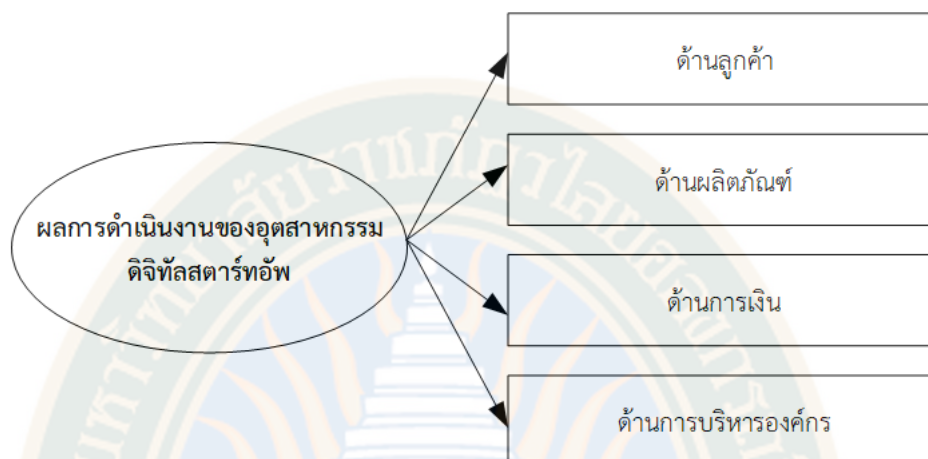 ด้านลูกค้า
ด้านผลิตภัณฑ์
ผลการดำเนินงานของอุตสาหกรรม
ดิจิทัลสตาร์ทอัพ
ด้านการเงิน
ด้านการบริหารองค์กร